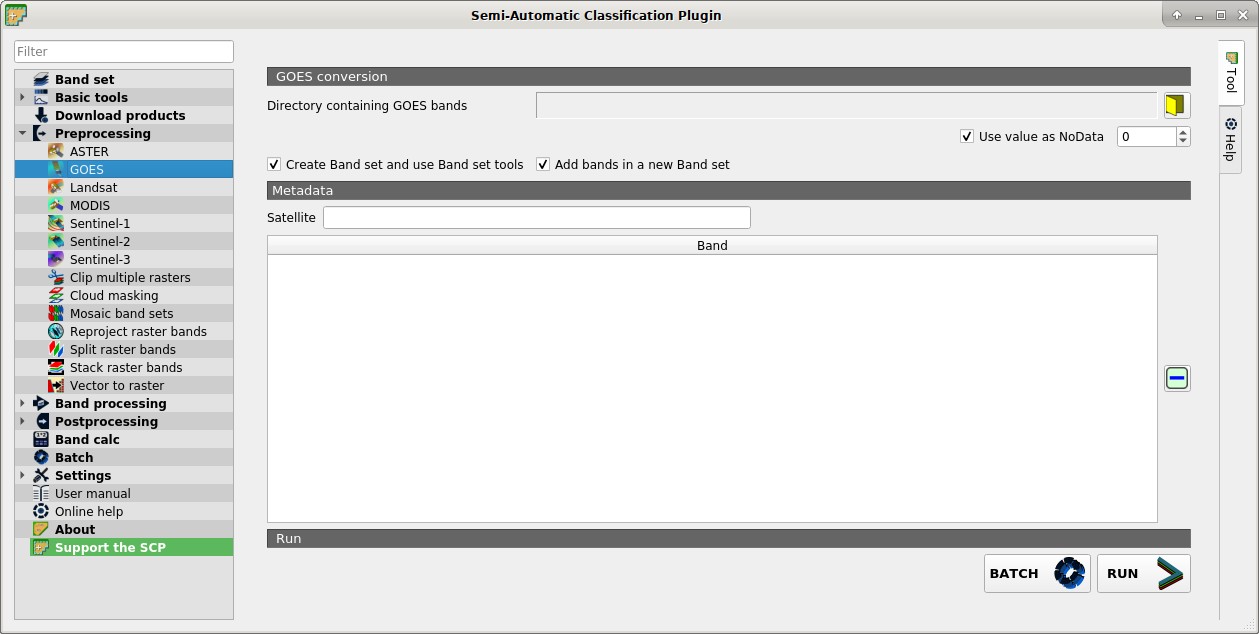 Semi-Automatic Classification Plugin
Filter
Band set
Basic tools
Download products
Preprocessing
ASTER
GOES
Landsat
MODIS
Sentinel-1
Sentinel-2
Sentinel-3
Clip multiple rasters
Cloud masking
Mosaic band sets
Reproject raster bands
Split raster bands
Stack raster bands
Vector to raster
Band processing
Postprocessing
Band calc
Batch
Settings
User manual
Online help
About
Support the SCP
GOES conversion
Directory containing GOES bands
Use value as NoData 0
Create Band set and use Band set tools Add bands in a new Band set
Metadata
Satellite
Band
Run
BATCH RUN
Tool
Help